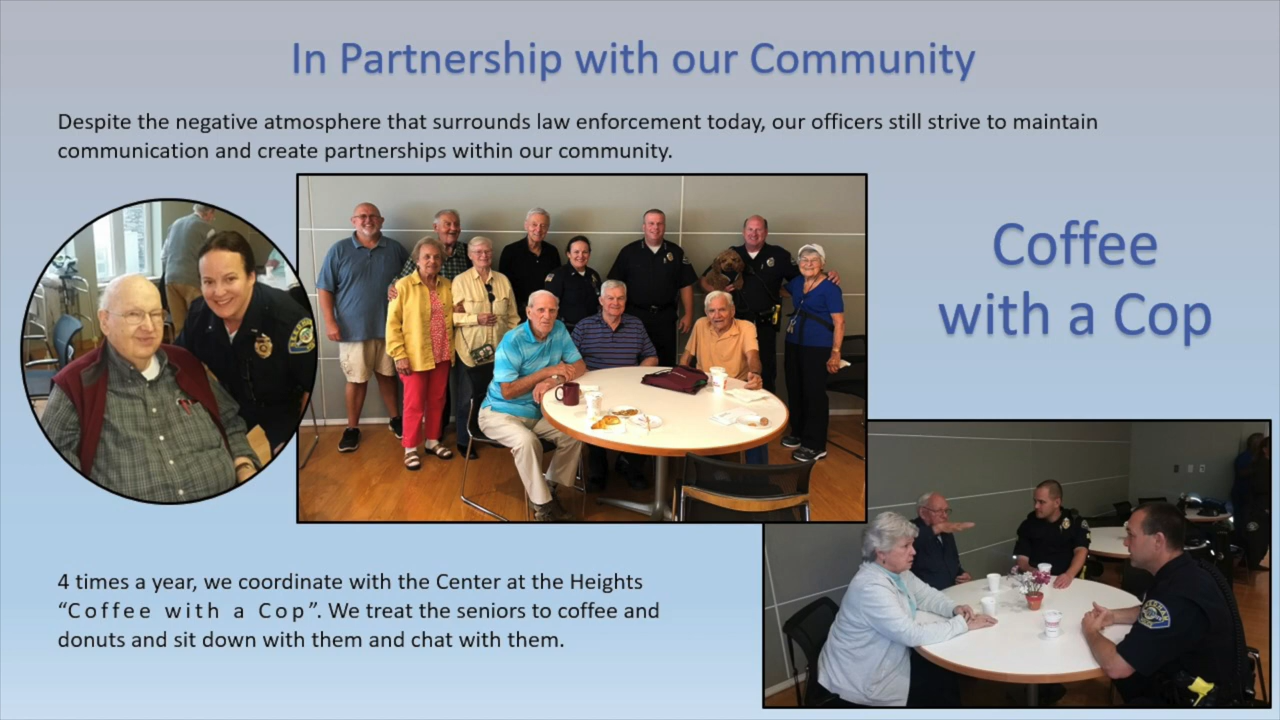 In Partnership with our Community
Despite the negative atmosphere that surrounds law enforcement today, our officers still strive to maintain
communication and create partnerships within our community.
Coffee
with a Cop
4 times a year, we coordinate with the Center at the Heights
“Coffee with a Cop”. We treat the seniors to coffee and
donuts and sit down with them and chat with them.